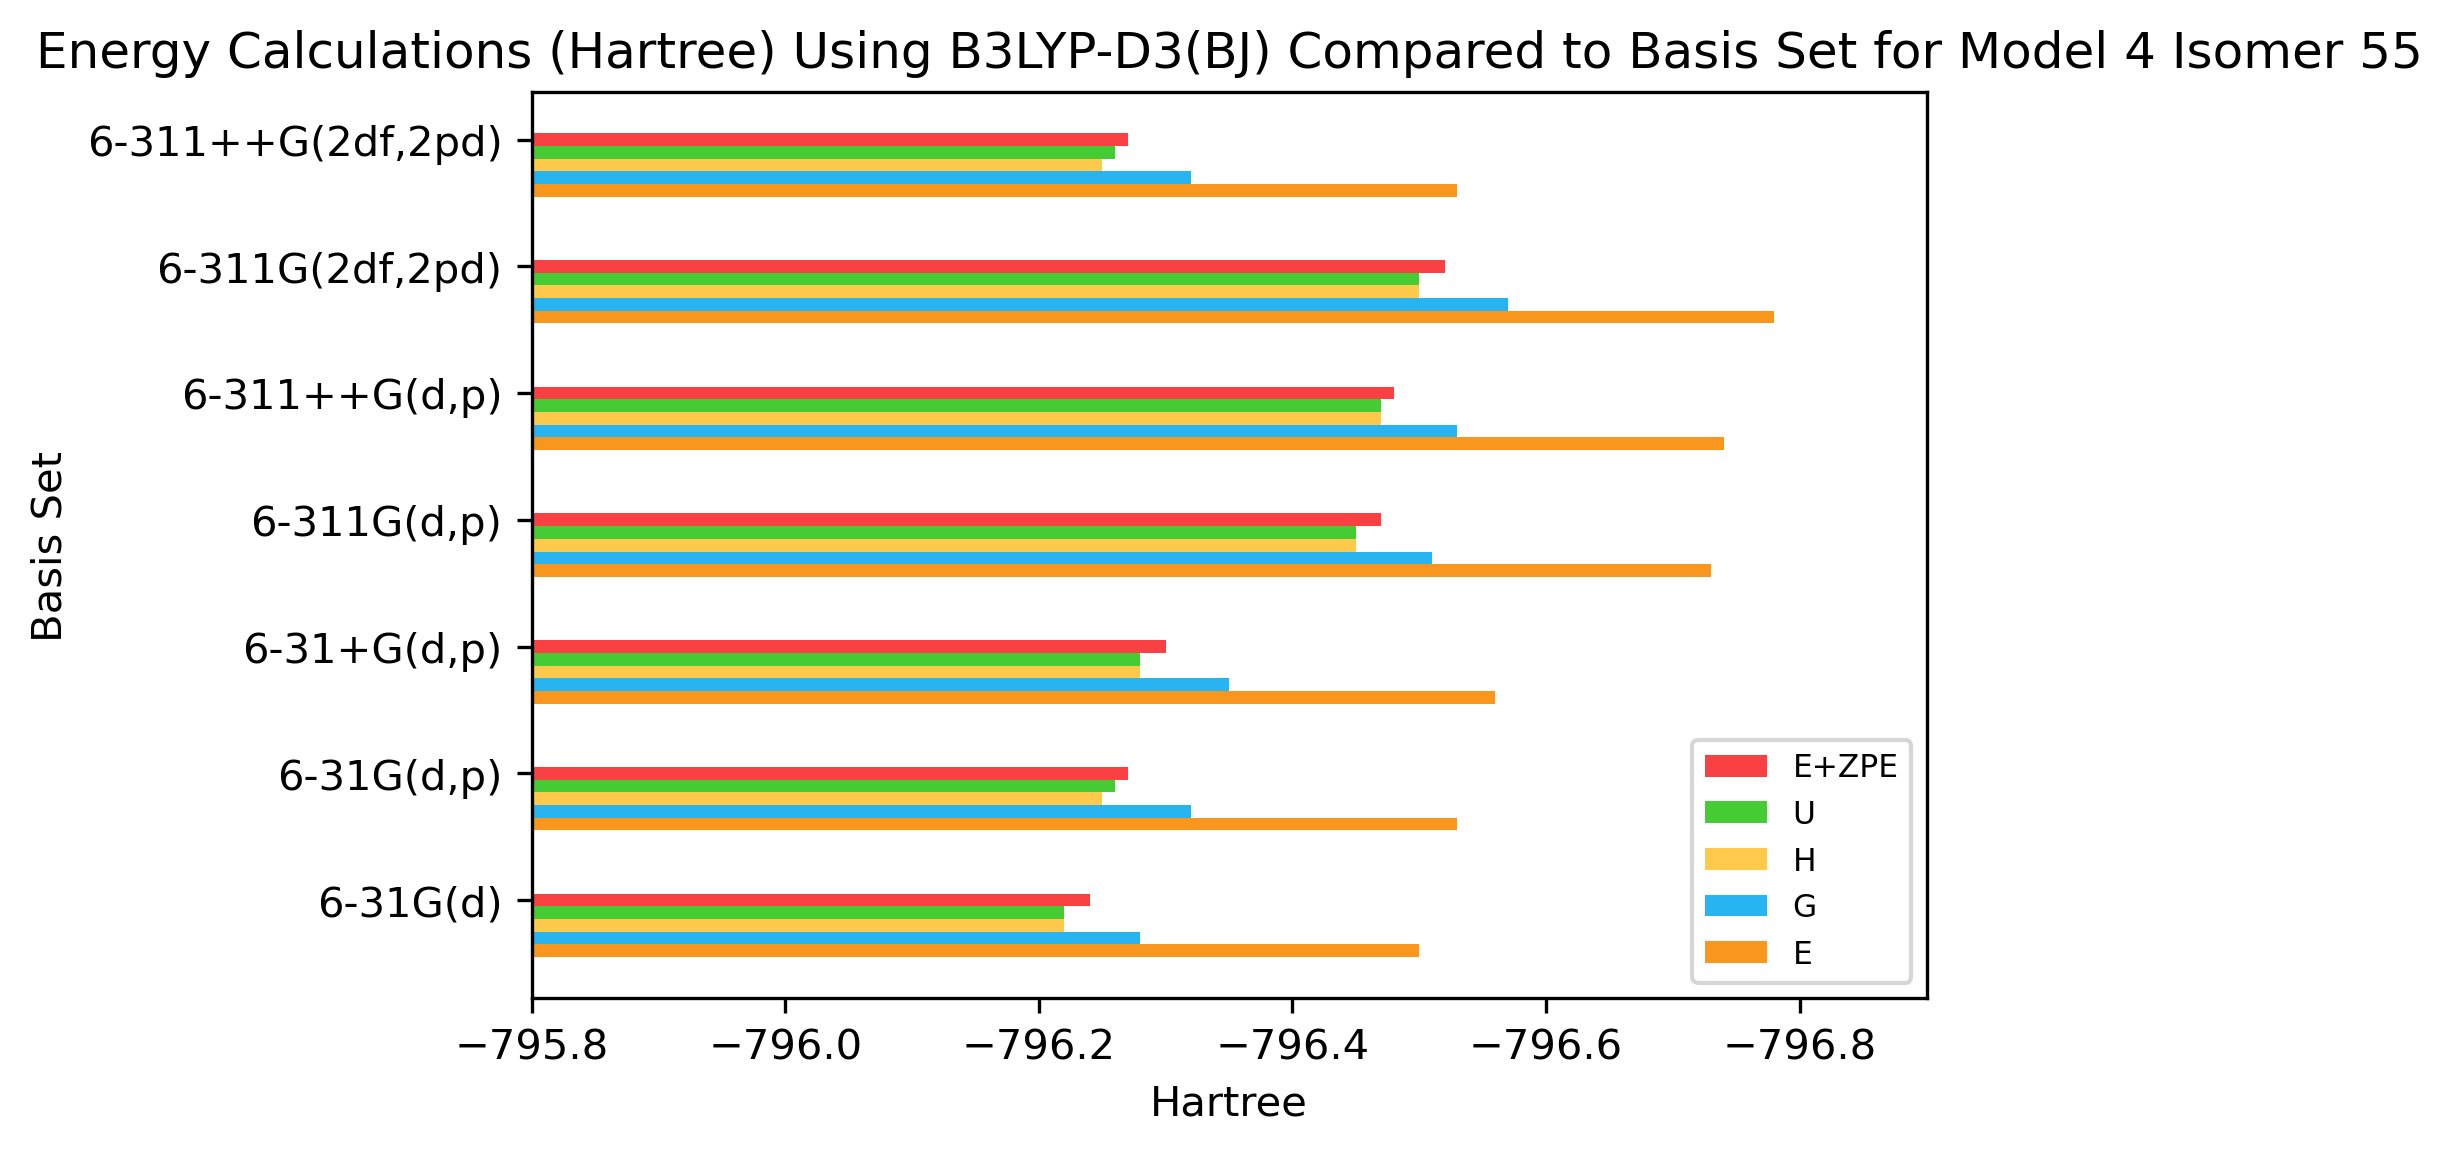 Energy Calculations (Hartree) Using B3LYP-D3(BJ) Compared to Basis Set for Model 4 Isomer 55
6-311++G(2df,2pd)
6-311G(2df,2pd)
6-311++G(d,p)
6-311G(d,p)
6-31+G(d,p)
6-31G(d,p)
6-31G(d)
Basis Set
E+ZPE
U
H
G
E
−795.8 −796.0 −796.2 −796.4 −796.6 −796.8
Hartree